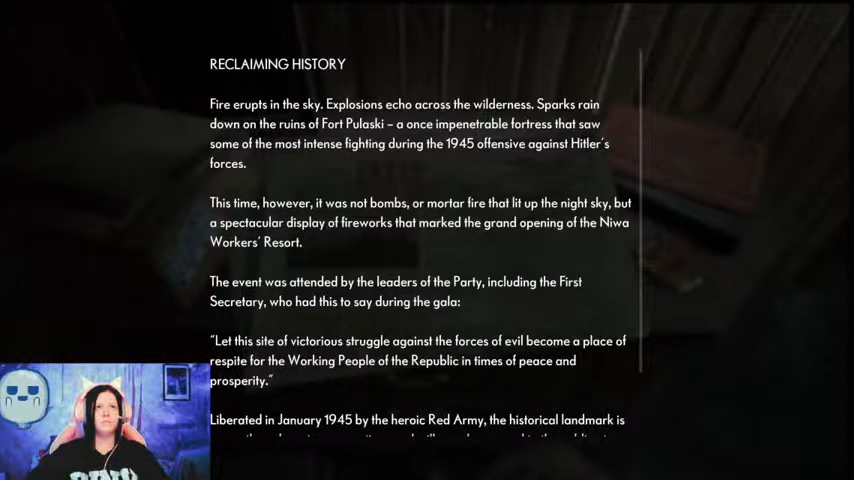 RECLAIMING HISTORY
Fire erupts in the sky. Explosions echo across the wilderness. Sparks rain
down on the ruins of Fort Pulaski – a once impenetrable fortress that saw
some of the most intense fighting during the 1945 offensive against Hitler's
forces.
This time, however, it was not bombs, or mortar fire that lit up the night sky, but
a spectacular display of fireworks that marked the grand opening of the Niwa
Workers' Resort.
The event was attended by the leaders of the Party, including the First
Secretary, who had this to say during the gala:
"Let this site of victorious struggle against the forces of evil become a place of
respite for the Working People of the Republic in times of peace and
prosperity."
Liberated in January 1945 by the heroic Red Army, the historical landmark is